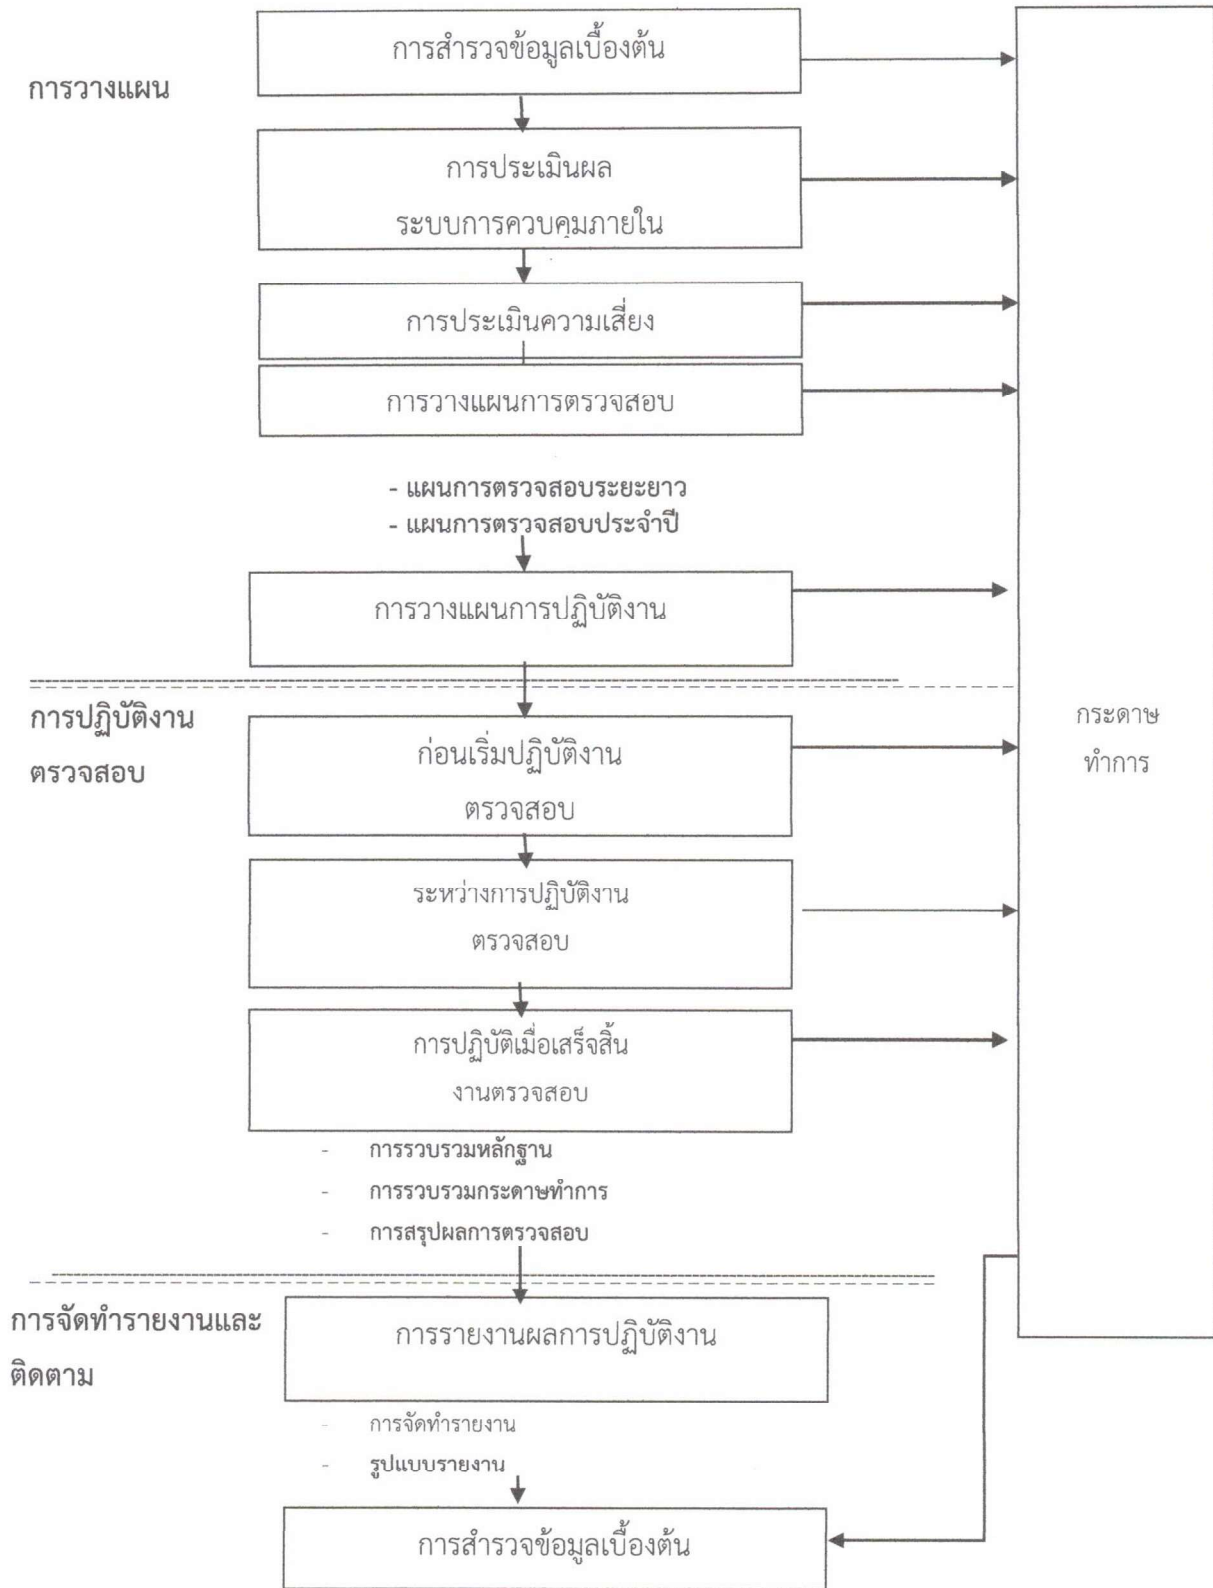 การสำรวจข้อมูลเบื้องต้น
การวางแผน
การประเมินผล
ระบบการควบคุมภายใน
การประเมินความเสี่ยง
การวางแผนการตรวจสอบ
- แผนการตรวจสอบระยะยาว
- แผนการตรวจสอบประจำปี
การวางแผนการปฏิบัติงาน
การปฏิบัติงาน
ตรวจสอบ
ก่อนเริ่มปฏิบัติงาน
ตรวจสอบ
กระดาษ
ทำการ
ระหว่างการปฏิบัติงาน
ตรวจสอบ
การปฏิบัติเมื่อเสร็จสิ้น
งานตรวจสอบ
- การรวบรวมหลักฐาน
- การรวบรวมกระดาษทำการ
- การสรุปผลการตรวจสอบ
การจัดทำรายงานและ
ติดตาม
การรายงานผลการปฏิบัติงาน
- การจัดทำรายงาน
- รูปแบบรายงาน
การสำรวจข้อมูลเบื้องต้น